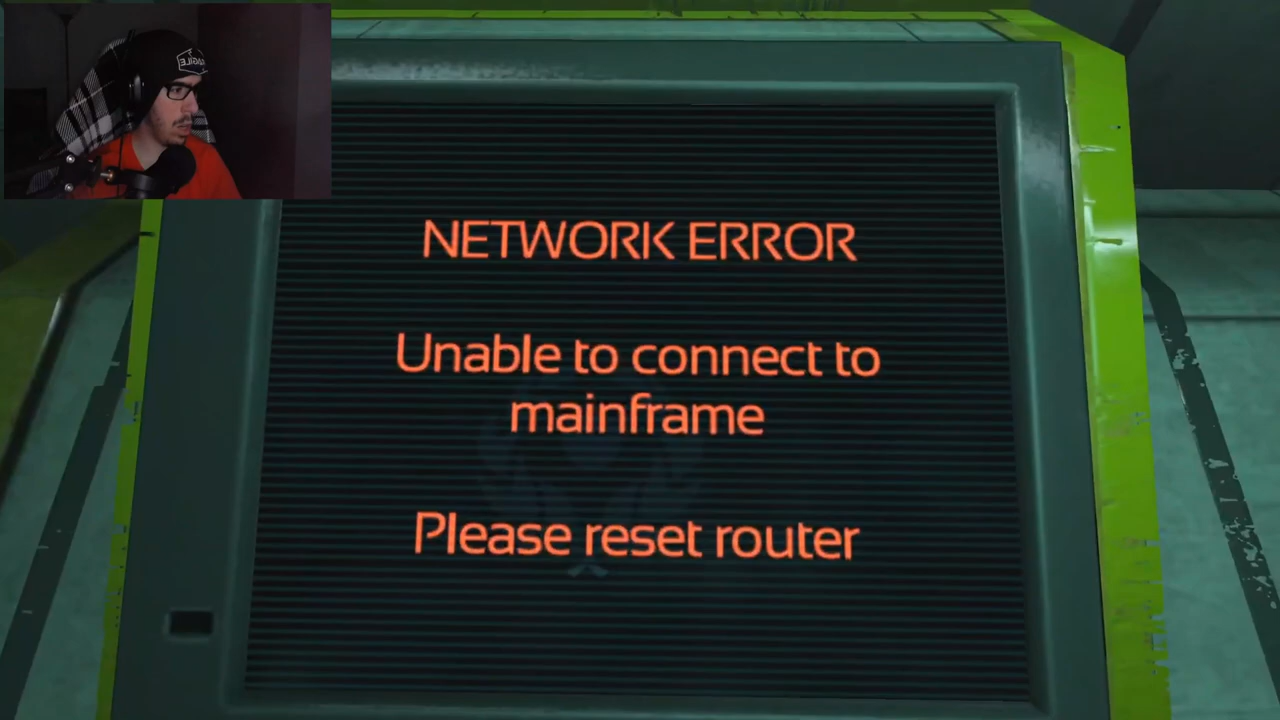 NETWORK ERROR
Unable to connect to
mainframe
Please reset router